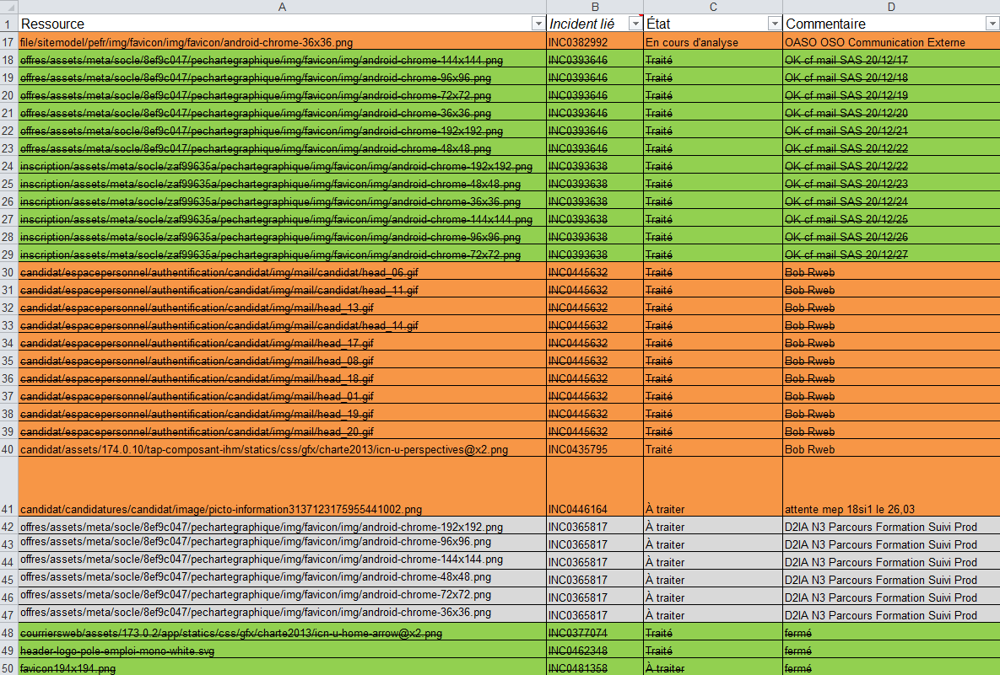 A B C D
1 Ressource Incident lié État Commentaire
17 file/sitemodel/pefr/img/favicon/img/favicon/android-chrome-36x36.png INC0382992 En cours d'analyse OASO OSO Communication Externe
18 offres/assets/meta/socle/8ef9c047/pechartegraphique/img/favicon/img/android-chrome-144x144.png INC0393646 Traité OK cf mail SAS 20/12/17
19 offres/assets/meta/socle/8ef9c047/pechartegraphique/img/favicon/img/android-chrome-96x96.png INC0393646 Traité OK cf mail SAS 20/12/18
20 offres/assets/meta/socle/8ef9c047/pechartegraphique/img/favicon/img/android-chrome-72x72.png INC0393646 Traité OK cf mail SAS 20/12/19
21 offres/assets/meta/socle/8ef9c047/pechartegraphique/img/favicon/img/android-chrome-36x36.png INC0393646 Traité OK cf mail SAS 20/12/20
22 offres/assets/meta/socle/8ef9c047/pechartegraphique/img/favicon/img/android-chrome-192x192.png INC0393646 Traité OK cf mail SAS 20/12/21
23 offres/assets/meta/socle/8ef9c047/pechartegraphique/img/favicon/img/android-chrome-48x48.png INC0393646 Traité OK cf mail SAS 20/12/22
24 inscription/assets/meta/socle/zaf99635a/pechartegraphique/img/favicon/img/android-chrome-192x192.png INC0393638 Traité OK cf mail SAS 20/12/22
25 inscription/assets/meta/socle/zaf99635a/pechartegraphique/img/favicon/img/android-chrome-48x48.png INC0393638 Traité OK cf mail SAS 20/12/23
26 inscription/assets/meta/socle/zaf99635a/pechartegraphique/img/favicon/img/android-chrome-36x36.png INC0393638 Traité OK cf mail SAS 20/12/24
27 inscription/assets/meta/socle/zaf99635a/pechartegraphique/img/favicon/img/android-chrome-144x144.png INC0393638 Traité OK cf mail SAS 20/12/25
28 inscription/assets/meta/socle/zaf99635a/pechartegraphique/img/favicon/img/android-chrome-96x96.png INC0393638 Traité OK cf mail SAS 20/12/26
29 inscription/assets/meta/socle/zaf99635a/pechartegraphique/img/favicon/img/android-chrome-72x72.png INC0393638 Traité OK cf mail SAS 20/12/27
30 candidat/espacepersonnel/authentification/candidat/img/mail/candidat/head_06.gif INC0445632 Traité Bob Rweb
31 candidat/espacepersonnel/authentification/candidat/img/mail/candidat/head_11.gif INC0445632 Traité Bob Rweb
32 candidat/espacepersonnel/authentification/candidat/img/mail/head_13.gif INC0445632 Traité Bob Rweb
33 candidat/espacepersonnel/authentification/candidat/img/mail/candidat/head_14.gif INC0445632 Traité Bob Rweb
34 candidat/espacepersonnel/authentification/candidat/img/mail/head_17.gif INC0445632 Traité Bob Rweb
35 candidat/espacepersonnel/authentification/candidat/img/mail/head_08.gif INC0445632 Traité Bob Rweb
36 candidat/espacepersonnel/authentification/candidat/img/mail/head_18.gif INC0445632 Traité Bob Rweb
37 candidat/espacepersonnel/authentification/candidat/img/mail/head_01.gif INC0445632 Traité Bob Rweb
38 candidat/espacepersonnel/authentification/candidat/img/mail/head_19.gif INC0445632 Traité Bob Rweb
39 candidat/espacepersonnel/authentification/candidat/img/mail/head_20.gif INC0445632 Traité Bob Rweb
40 candidat/assets/174.0.10/tap-composant-ihm/statics/css/gfx/charte2013/icn-u-perspectives@x2.png INC0435795 Traité Bob Rweb
41 candidat/candidatures/candidat/image/picto-information3137123175955441002.png INC0446164 À traiter attente mep 18si1 le 26,03
42 offres/assets/meta/socle/8ef9c047/pechartegraphique/img/favicon/img/android-chrome-192x192.png INC0365817 À traiter D2IA N3 Parcours Formation Suivi Prod
43 offres/assets/meta/socle/8ef9c047/pechartegraphique/img/favicon/img/android-chrome-96x96.png INC0365817 À traiter D2IA N3 Parcours Formation Suivi Prod
44 offres/assets/meta/socle/8ef9c047/pechartegraphique/img/favicon/img/android-chrome-144x144.png INC0365817 À traiter D2IA N3 Parcours Formation Suivi Prod
45 offres/assets/meta/socle/8ef9c047/pechartegraphique/img/favicon/img/android-chrome-48x48.png INC0365817 À traiter D2IA N3 Parcours Formation Suivi Prod
46 offres/assets/meta/socle/8ef9c047/pechartegraphique/img/favicon/img/android-chrome-72x72.png INC0365817 À traiter D2IA N3 Parcours Formation Suivi Prod
47 offres/assets/meta/socle/8ef9c047/pechartegraphique/img/favicon/img/android-chrome-36x36.png INC0365817 À traiter D2IA N3 Parcours Formation Suivi Prod
48 courriersweb/assets/173.0.2/app/statics/css/gfx/charte2013/icn-u-home-arrow@x2.png INC0377074 Traité fermé
49 header-logo-pole-emploi-mono-white.svg INC0462348 Traité fermé
50 favicon194x194.png INC0481358 À traiter fermé